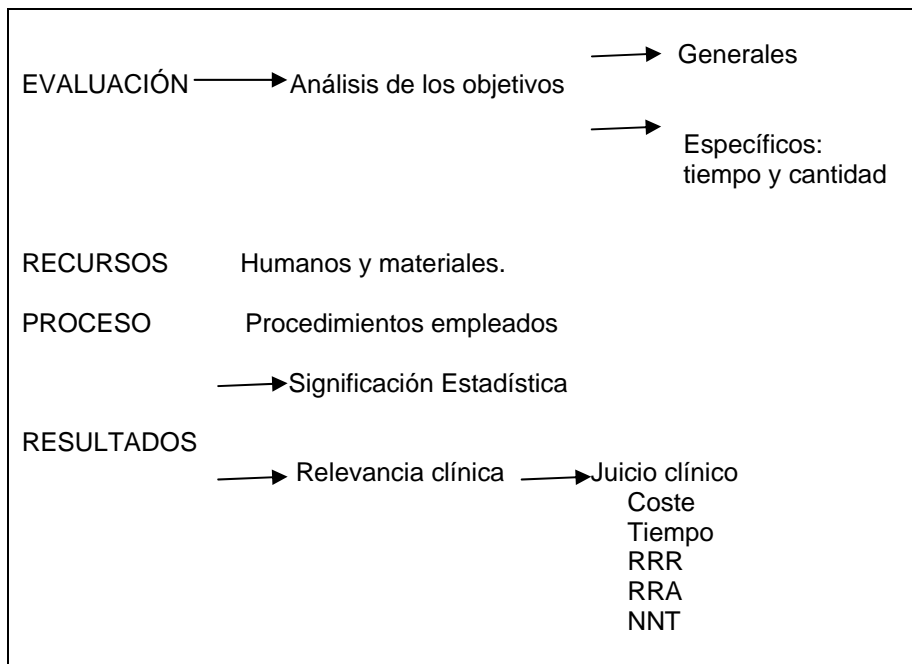 Generales
EVALUACIÓN Análisis de los objetivos
Específicos:
tiempo y cantidad
RECURSOS Humanos y materiales.
PROCESO Procedimientos empleados
Significación Estadística
RESULTADOS
Relevancia clínica Juicio clínico
Coste
Tiempo
RRR
RRA
NNT